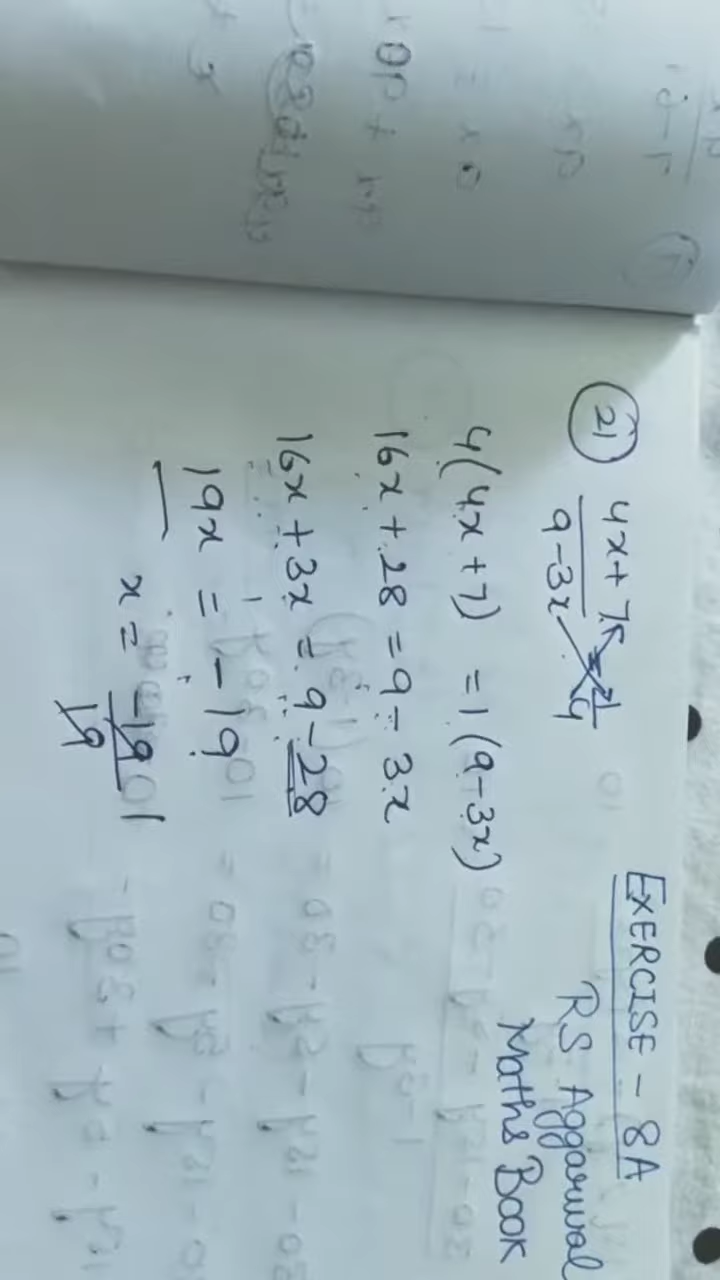 EXERCISE - 8A
RS Aggarwal
Maths Book
21 4x+7/9-3x = 1/4
4(4x+7) = 1(9-3x)
16x+28 = 9-3x
16x+3x = 9-28
19x = -19
x = -19/19